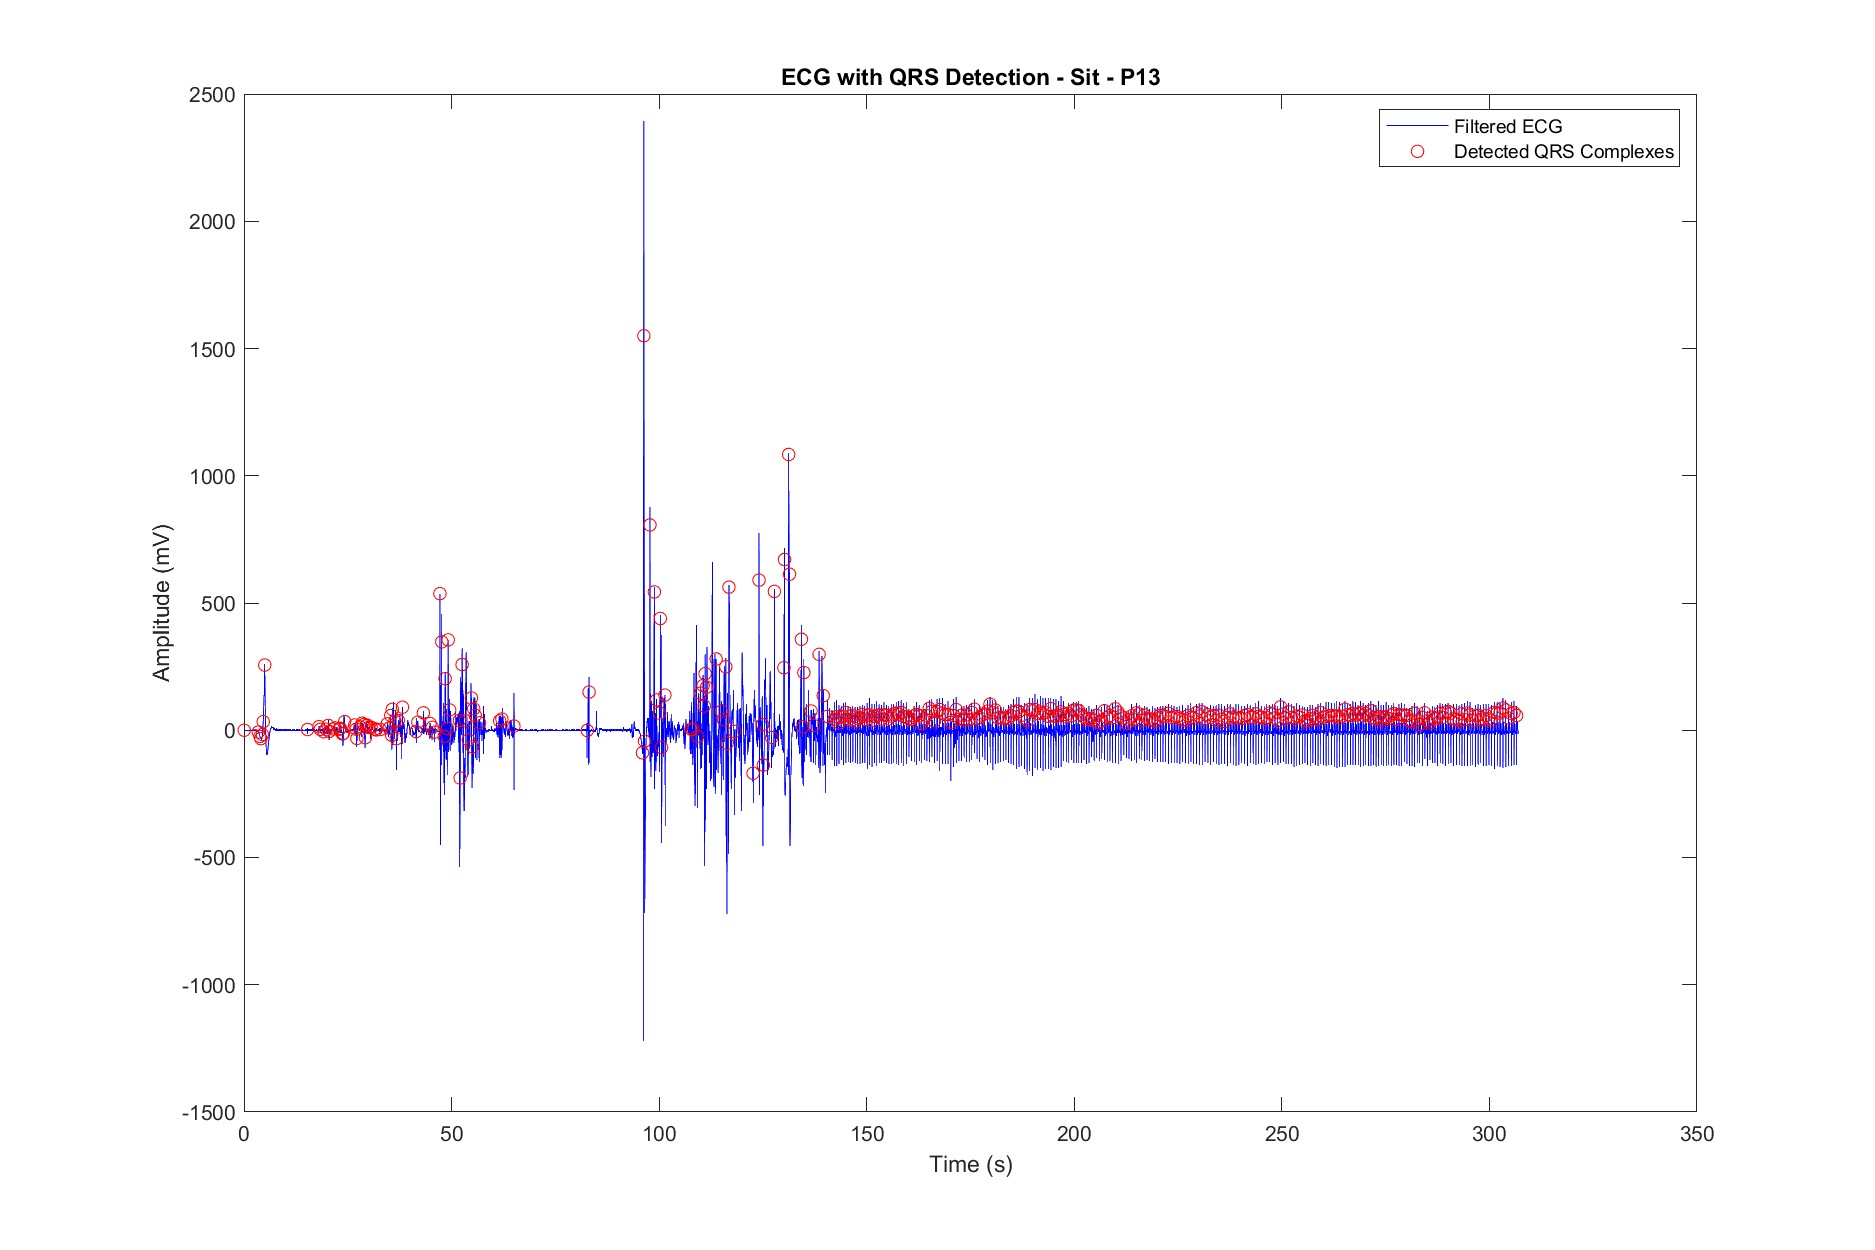 ECG with QRS Detection - Sit - P13
Filtered ECG
Detected QRS Complexes
Amplitude (mV)
2500
2000
1500
1000
500
0
-500
-1000
-1500
0 50 100 150 200 250 300 350
Time (s)